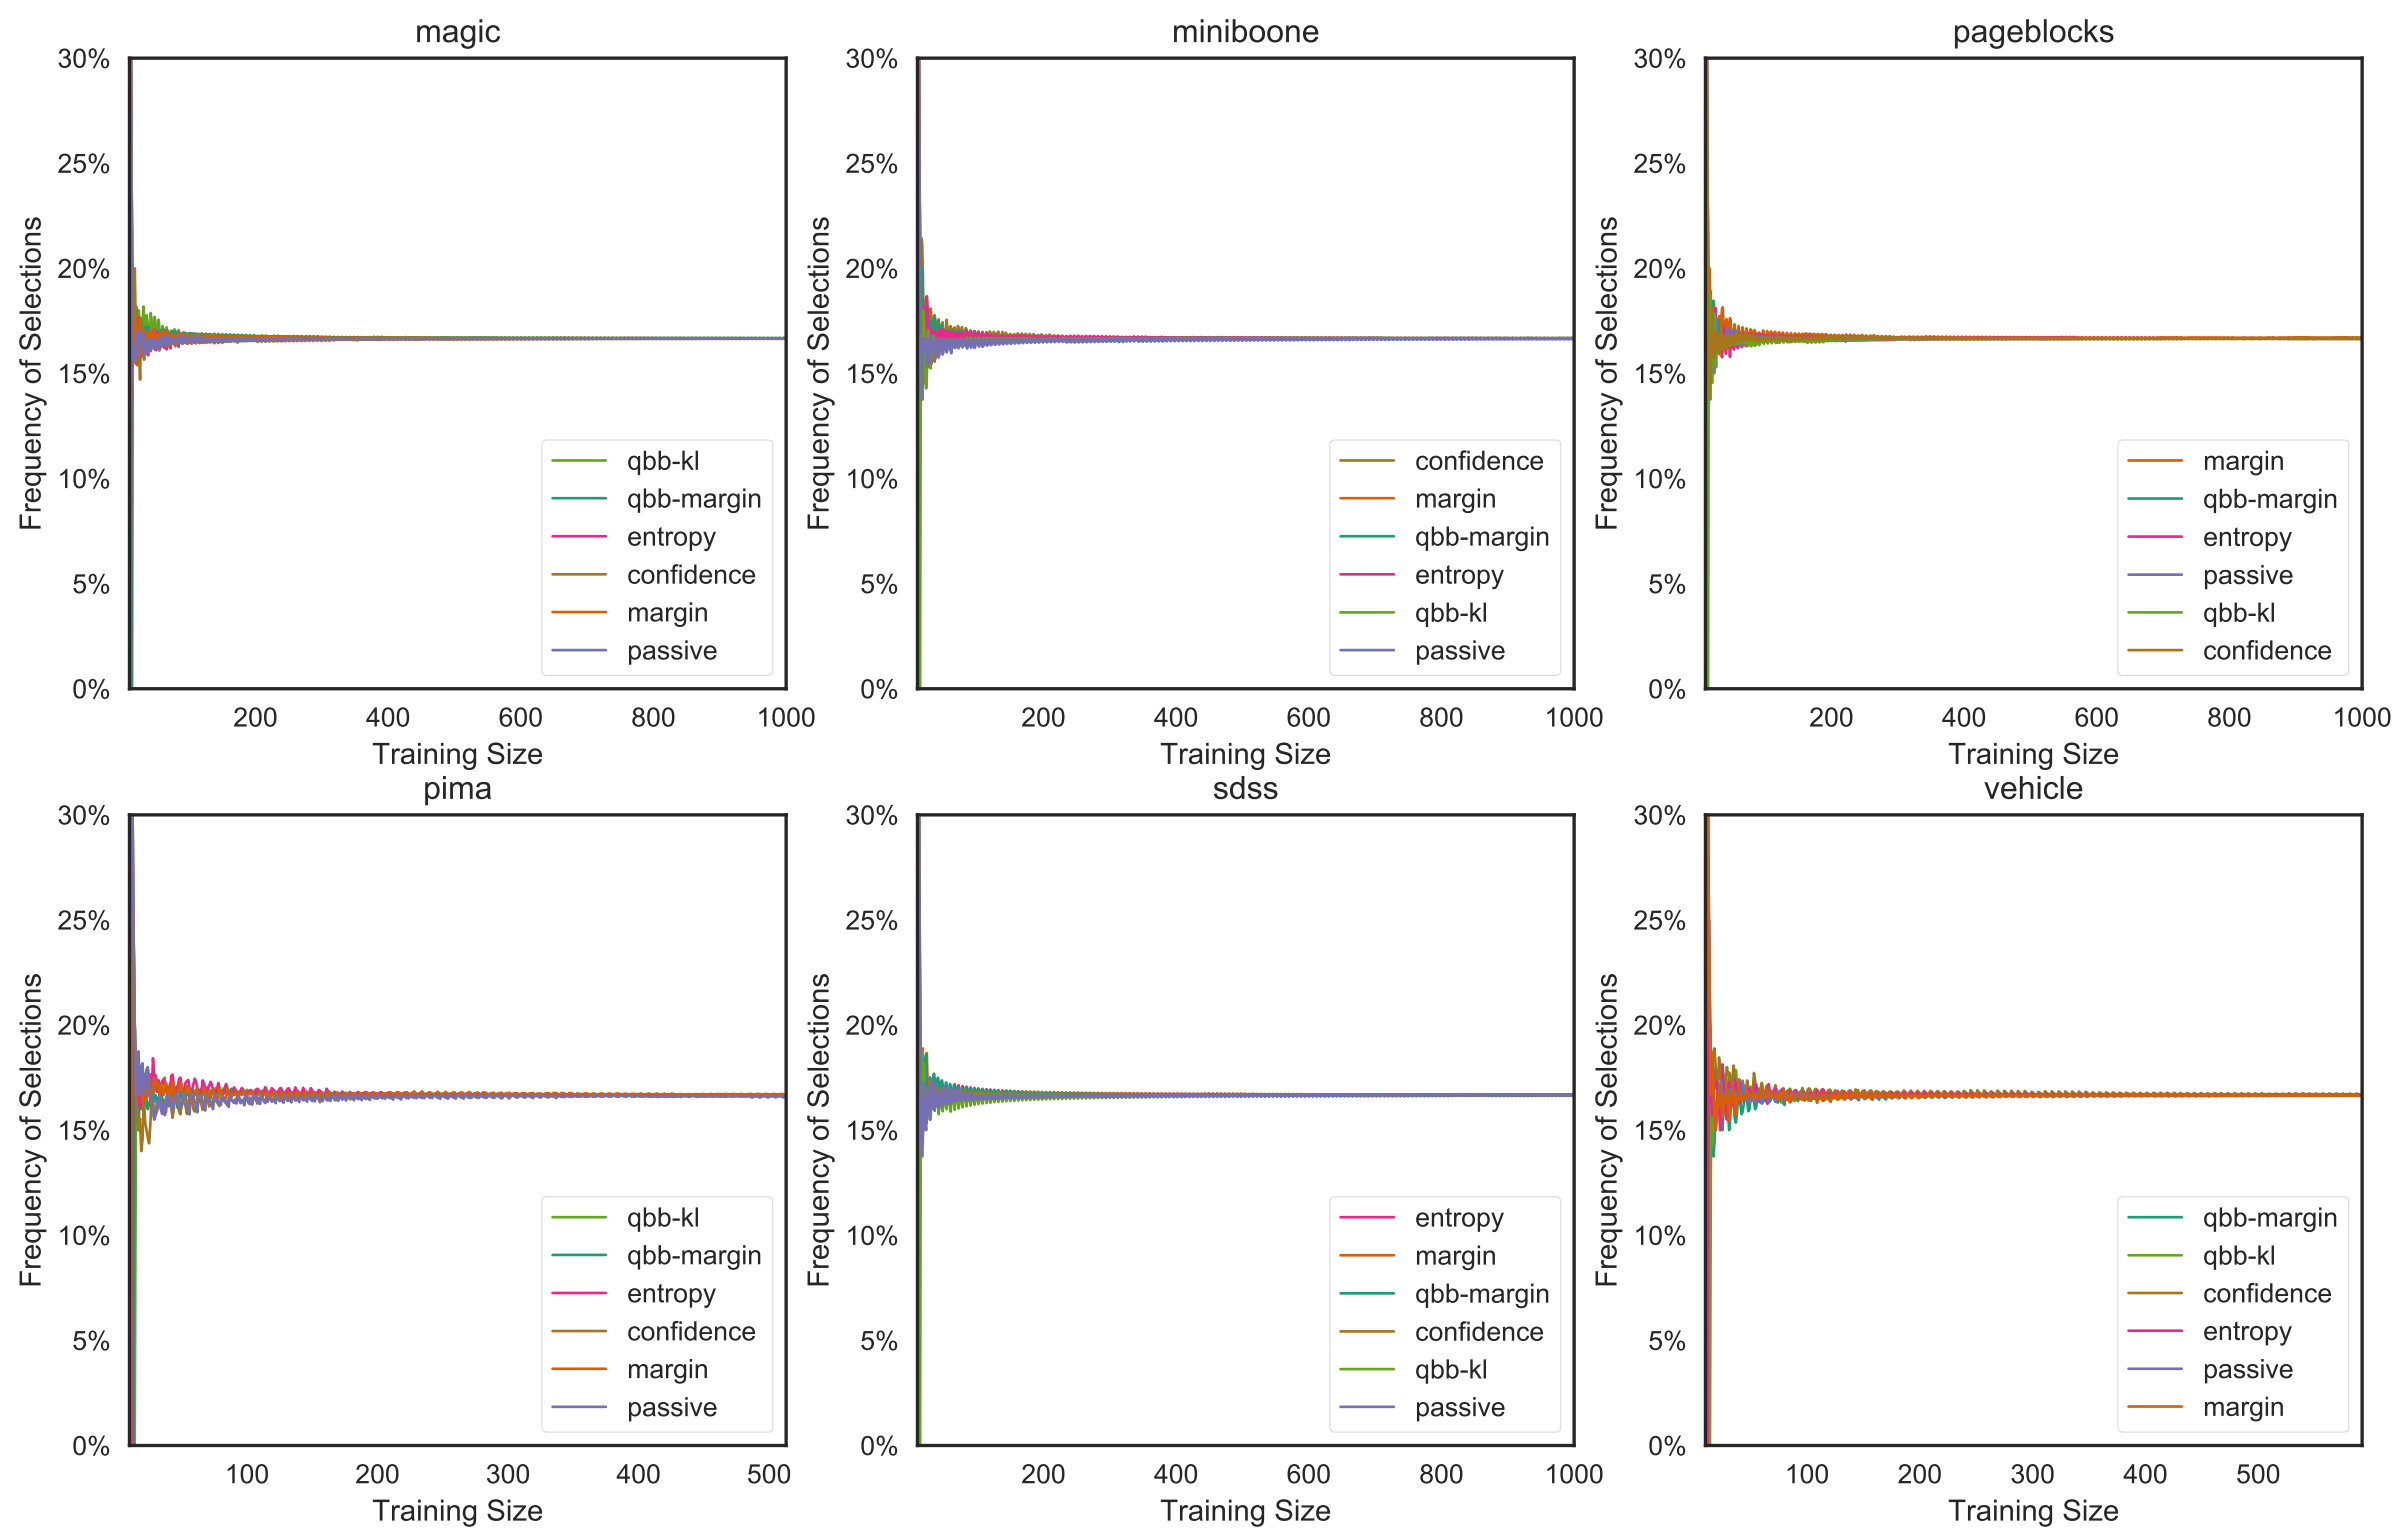 magic
30%
25%
20%
15%
10%
5%
0%
Frequency of Selections
qbb-kl
qbb-margin
entropy
confidence
margin
passive
200 400 600 800 1000
Training Size
miniboone
30%
25%
20%
15%
10%
5%
0%
Frequency of Selections
confidence
margin
qbb-margin
entropy
qbb-kl
passive
200 400 600 800 1000
Training Size
pageblocks
30%
25%
20%
15%
10%
5%
0%
Frequency of Selections
margin
qbb-margin
entropy
passive
qbb-kl
confidence
200 400 600 800 1000
Training Size
pima
30%
25%
20%
15%
10%
5%
0%
Frequency of Selections
qbb-kl
qbb-margin
entropy
confidence
margin
passive
100 200 300 400 500
Training Size
sdss
30%
25%
20%
15%
10%
5%
0%
Frequency of Selections
entropy
margin
qbb-margin
confidence
qbb-kl
passive
200 400 600 800 1000
Training Size
vehicle
30%
25%
20%
15%
10%
5%
0%
Frequency of Selections
qbb-margin
qbb-kl
confidence
entropy
passive
margin
100 200 300 400 500
Training Size